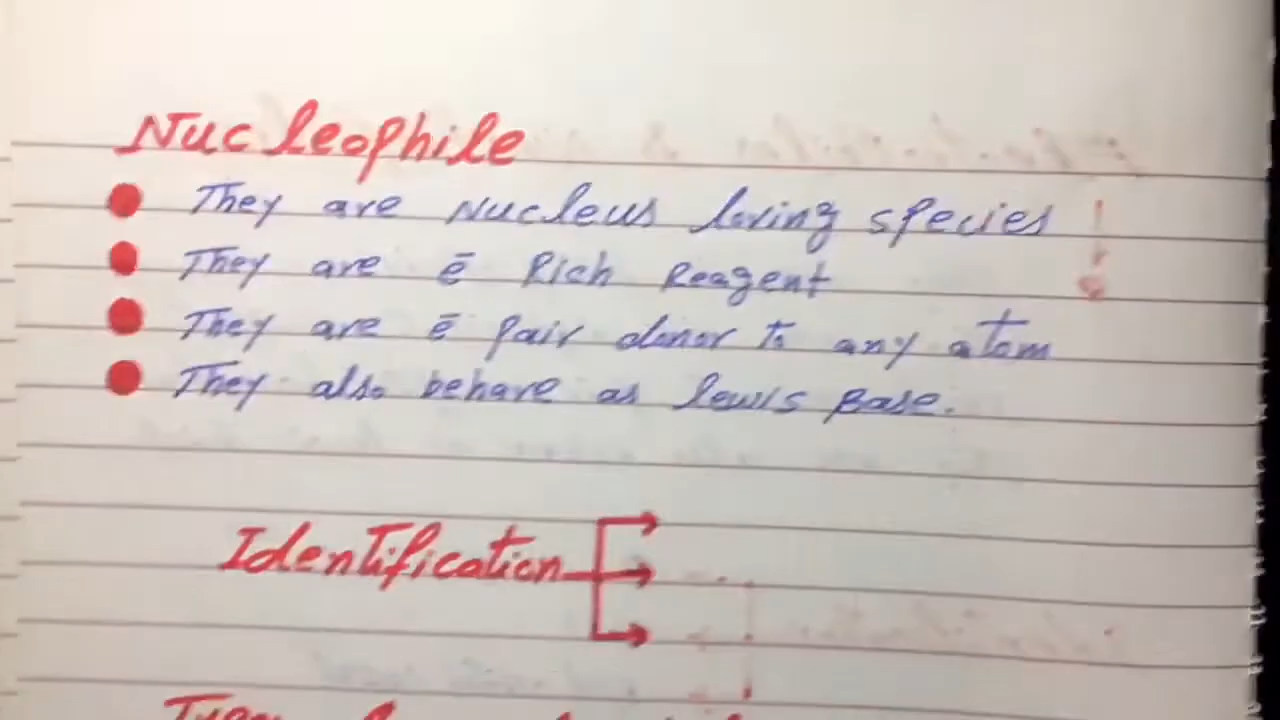 Nucleophile
They are Nucleus loving species
They are ē Rich Reagent
They are ē Pair donor to any atom
They also behave as lewis Base.
Identification